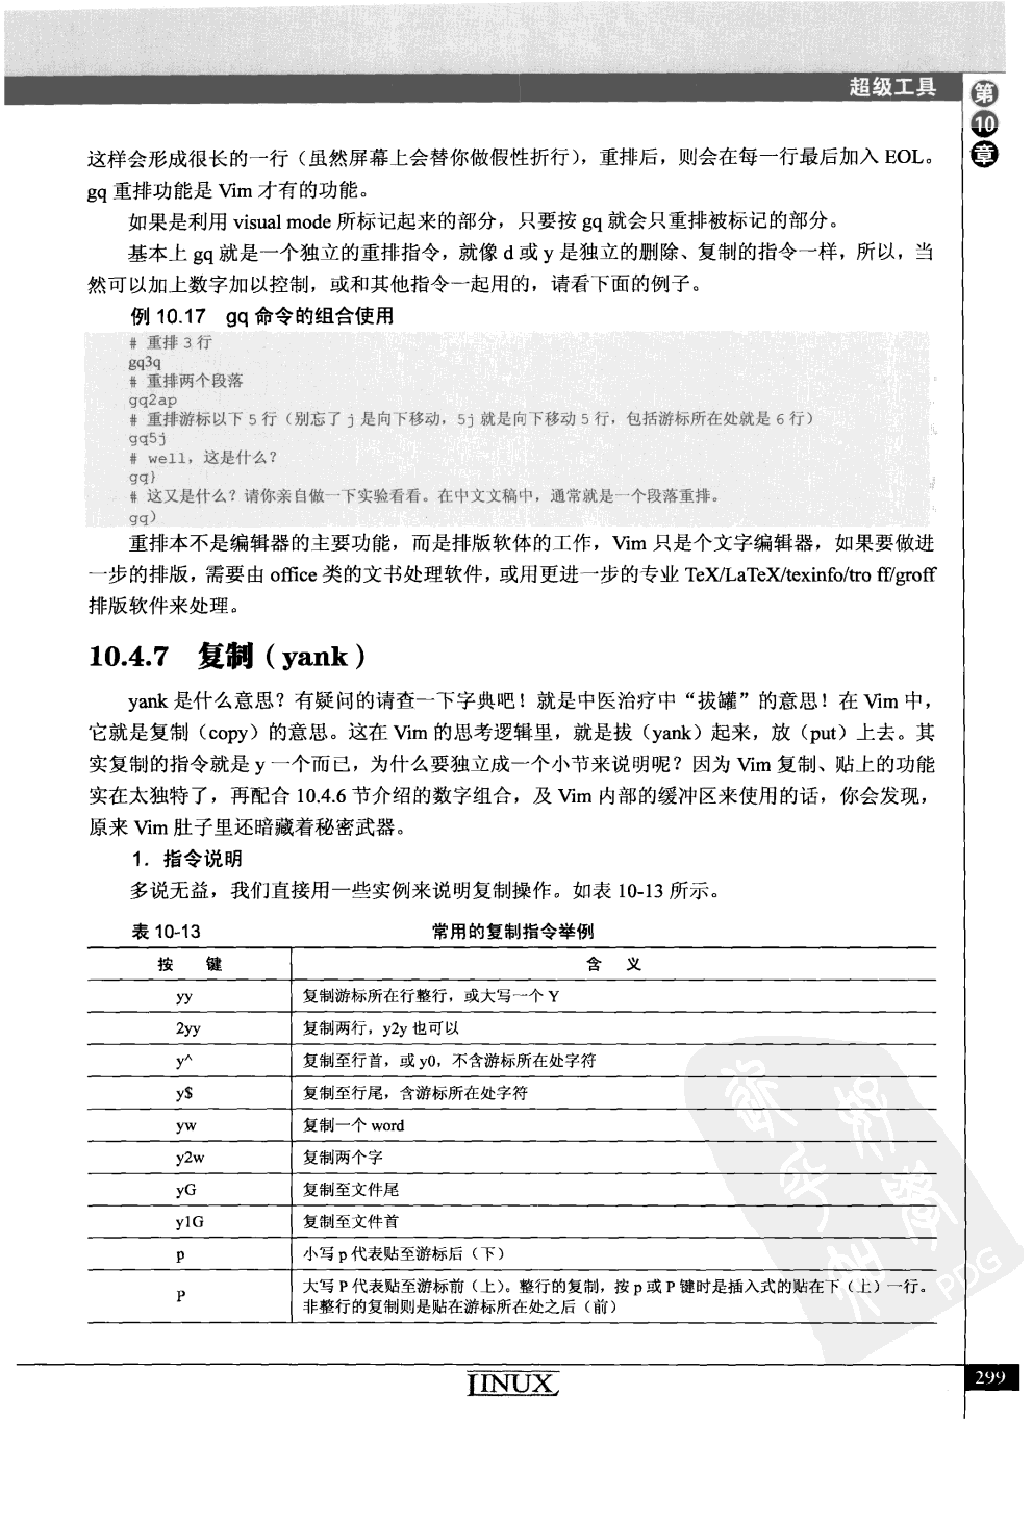 超级工具
第10章
这样会形成很长的一行（虽然屏幕上会替你做假性折行），重排后，则会在每一行最后加入 EOL。
gq 重排功能是 Vim 才有的功能。
如果是利用 visual mode 所标记起来的部分，只要按 gq 就会只重排被标记的部分。
基本上 gq 就是一个独立的重排指令，就像 d 或 y 是独立的删除、复制的指令一样，所以，当
然可以加上数字加以控制，或和其他指令一起用的，请看下面的例子。
例 10.17 gq 命令的组合使用
# 重排 3 行
gq3q
# 重排两个段落
gq2ap
# 重排游标以下 5 行（别忘了 j 是向下移动，5j 就是向下移动 5 行，包括游标所在处就是 6 行）
gq5j
# well，这是什么？
gq}
# 这又是什么？请你亲自做一下实验看看。在中文文稿中，通常就是一个段落重排。
gq)
重排本不是编辑器的主要功能，而是排版软体的工作，Vim 只是个文字编辑器，如果要做进
一步的排版，需要由 office 类的文书处理软件，或用更进一步的专业 TeX/LaTeX/texinfo/tro ff/groff
排版软件来处理。
10.4.7 复制（yank）
yank 是什么意思？有疑问的请查一下字典吧！就是中医治疗中“拔罐”的意思！在 Vim 中，
它就是复制（copy）的意思。这在 Vim 的思考逻辑里，就是拔（yank）起来，放（put）上去。其
实复制的指令就是 y 一个而已，为什么要独立成一个小节来说明呢？因为 Vim 复制、贴上的功能
实在太独特了，再配合 10.4.6 节介绍的数字组合，及 Vim 内部的缓冲区来使用的话，你会发现，
原来 Vim 肚子里还暗藏着秘密武器。
1．指令说明
多说无益，我们直接用一些实例来说明复制操作。如表 10-13 所示。
表 10-13 常用的复制指令举例
按 键 含 义
yy 复制游标所在行整行，或大写一个 Y
2yy 复制两行，y2y 也可以
y^ 复制至行首，或 y0，不含游标所在处字符
y$ 复制至行尾，含游标所在处字符
yw 复制一个 word
y2w 复制两个字
yG 复制至文件尾
y1G 复制至文件首
p 小写 p 代表贴至游标后（下）
P 大写 P 代表贴至游标前（上）。整行的复制，按 p 或 P 键时是插入式的贴在下（上）一行。
非整行的复制则是贴在游标所在处之后（前）
PDG
LINUX
299